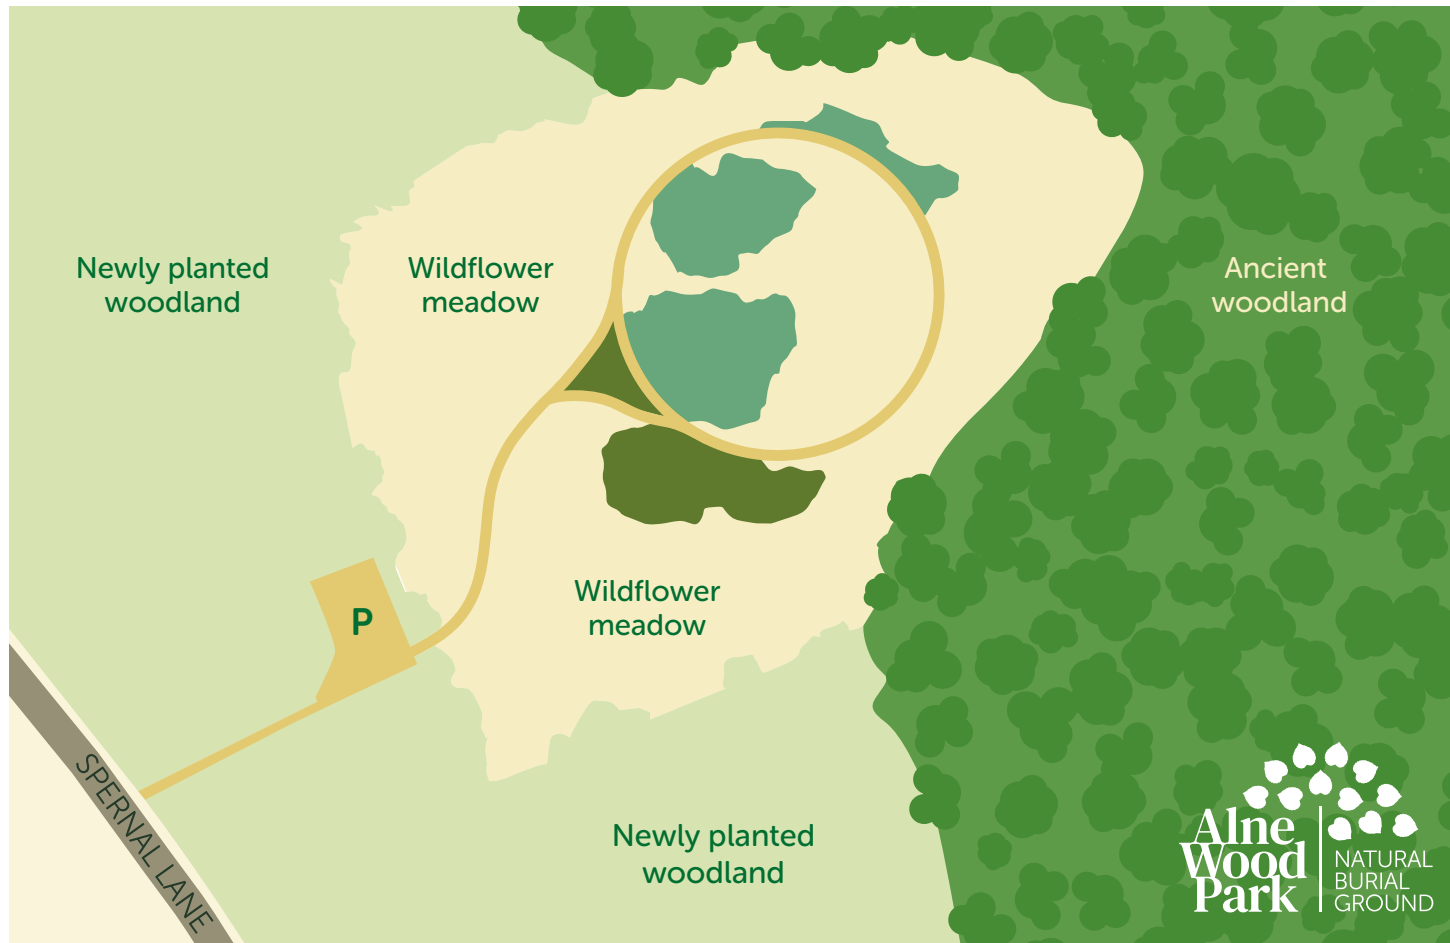 Newly planted
woodland
Wildflower
meadow
Ancient
woodland
Wildflower
meadow
P
SPERNAL LANE
Newly planted
woodland
Alne
Wood
Park
NATURAL
BURIAL
GROUND